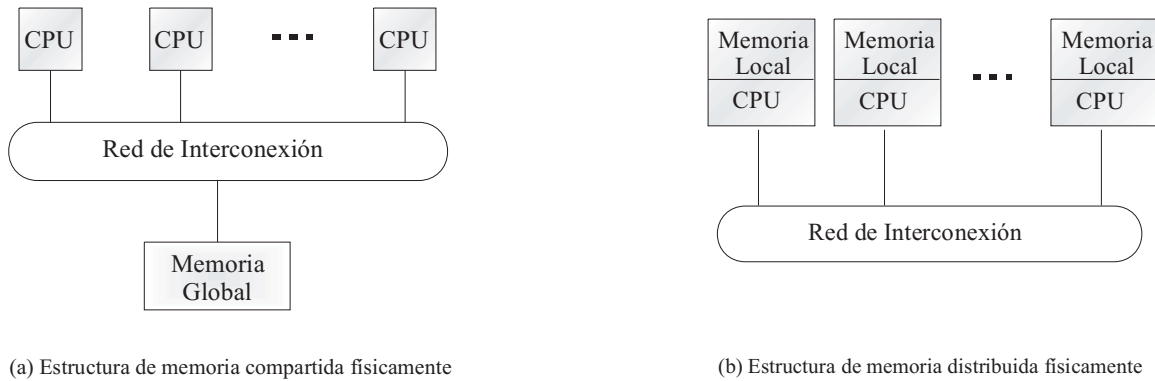 CPU
CPU
CPU
Red de Interconexión
Memoria
Global
(a) Estructura de memoria compartida físicamente
Memoria
Local
CPU
Memoria
Local
CPU
Memoria
Local
CPU
Red de Interconexión
(b) Estructura de memoria distribuida físicamente